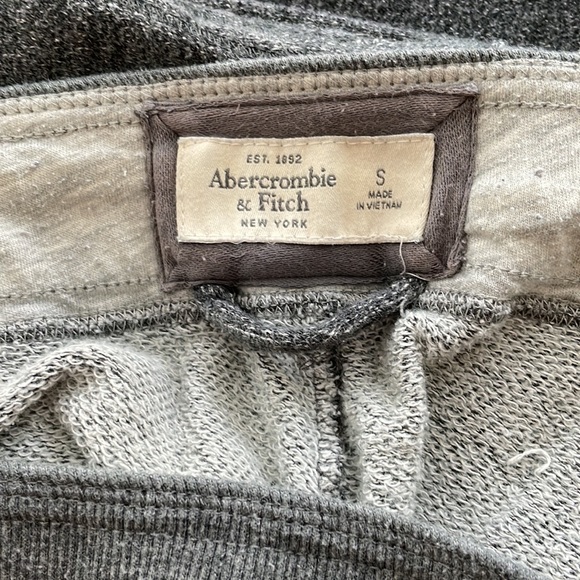 EST. 1892
Abercrombie
& Fitch
NEW YORK
S
MADE
IN VIETNAM